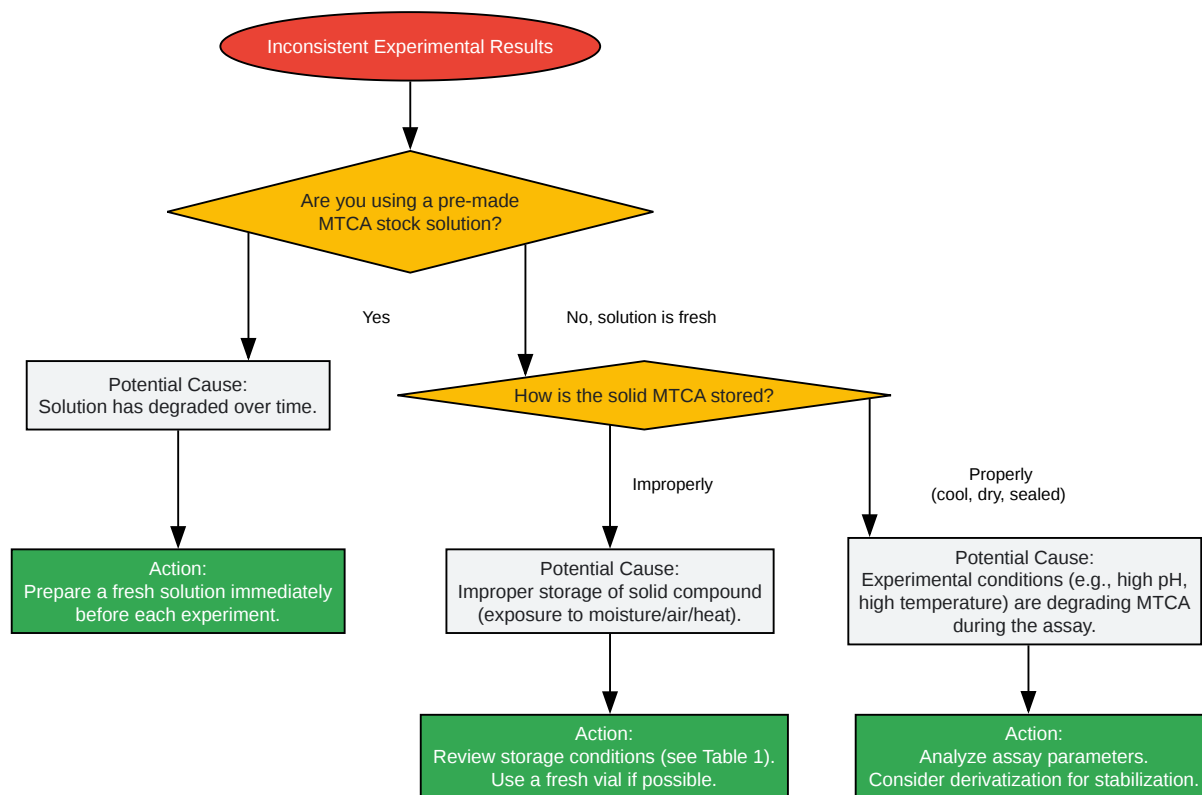 Inconsistent Experimental Results
Are you using a pre-made
MTCA stock solution?
Yes
No, solution is fresh
Potential Cause:
Solution has degraded over time.
How is the solid MTCA stored?
Improperly
Properly
(cool, dry, sealed)
Action:
Prepare a fresh solution immediately
before each experiment.
Potential Cause:
Improper storage of solid compound
(exposure to moisture/air/heat).
Potential Cause:
Experimental conditions (e.g., high pH,
high temperature) are degrading MTCA
during the assay.
Action:
Review storage conditions (see Table 1).
Use a fresh vial if possible.
Action:
Analyze assay parameters.
Consider derivatization for stabilization.